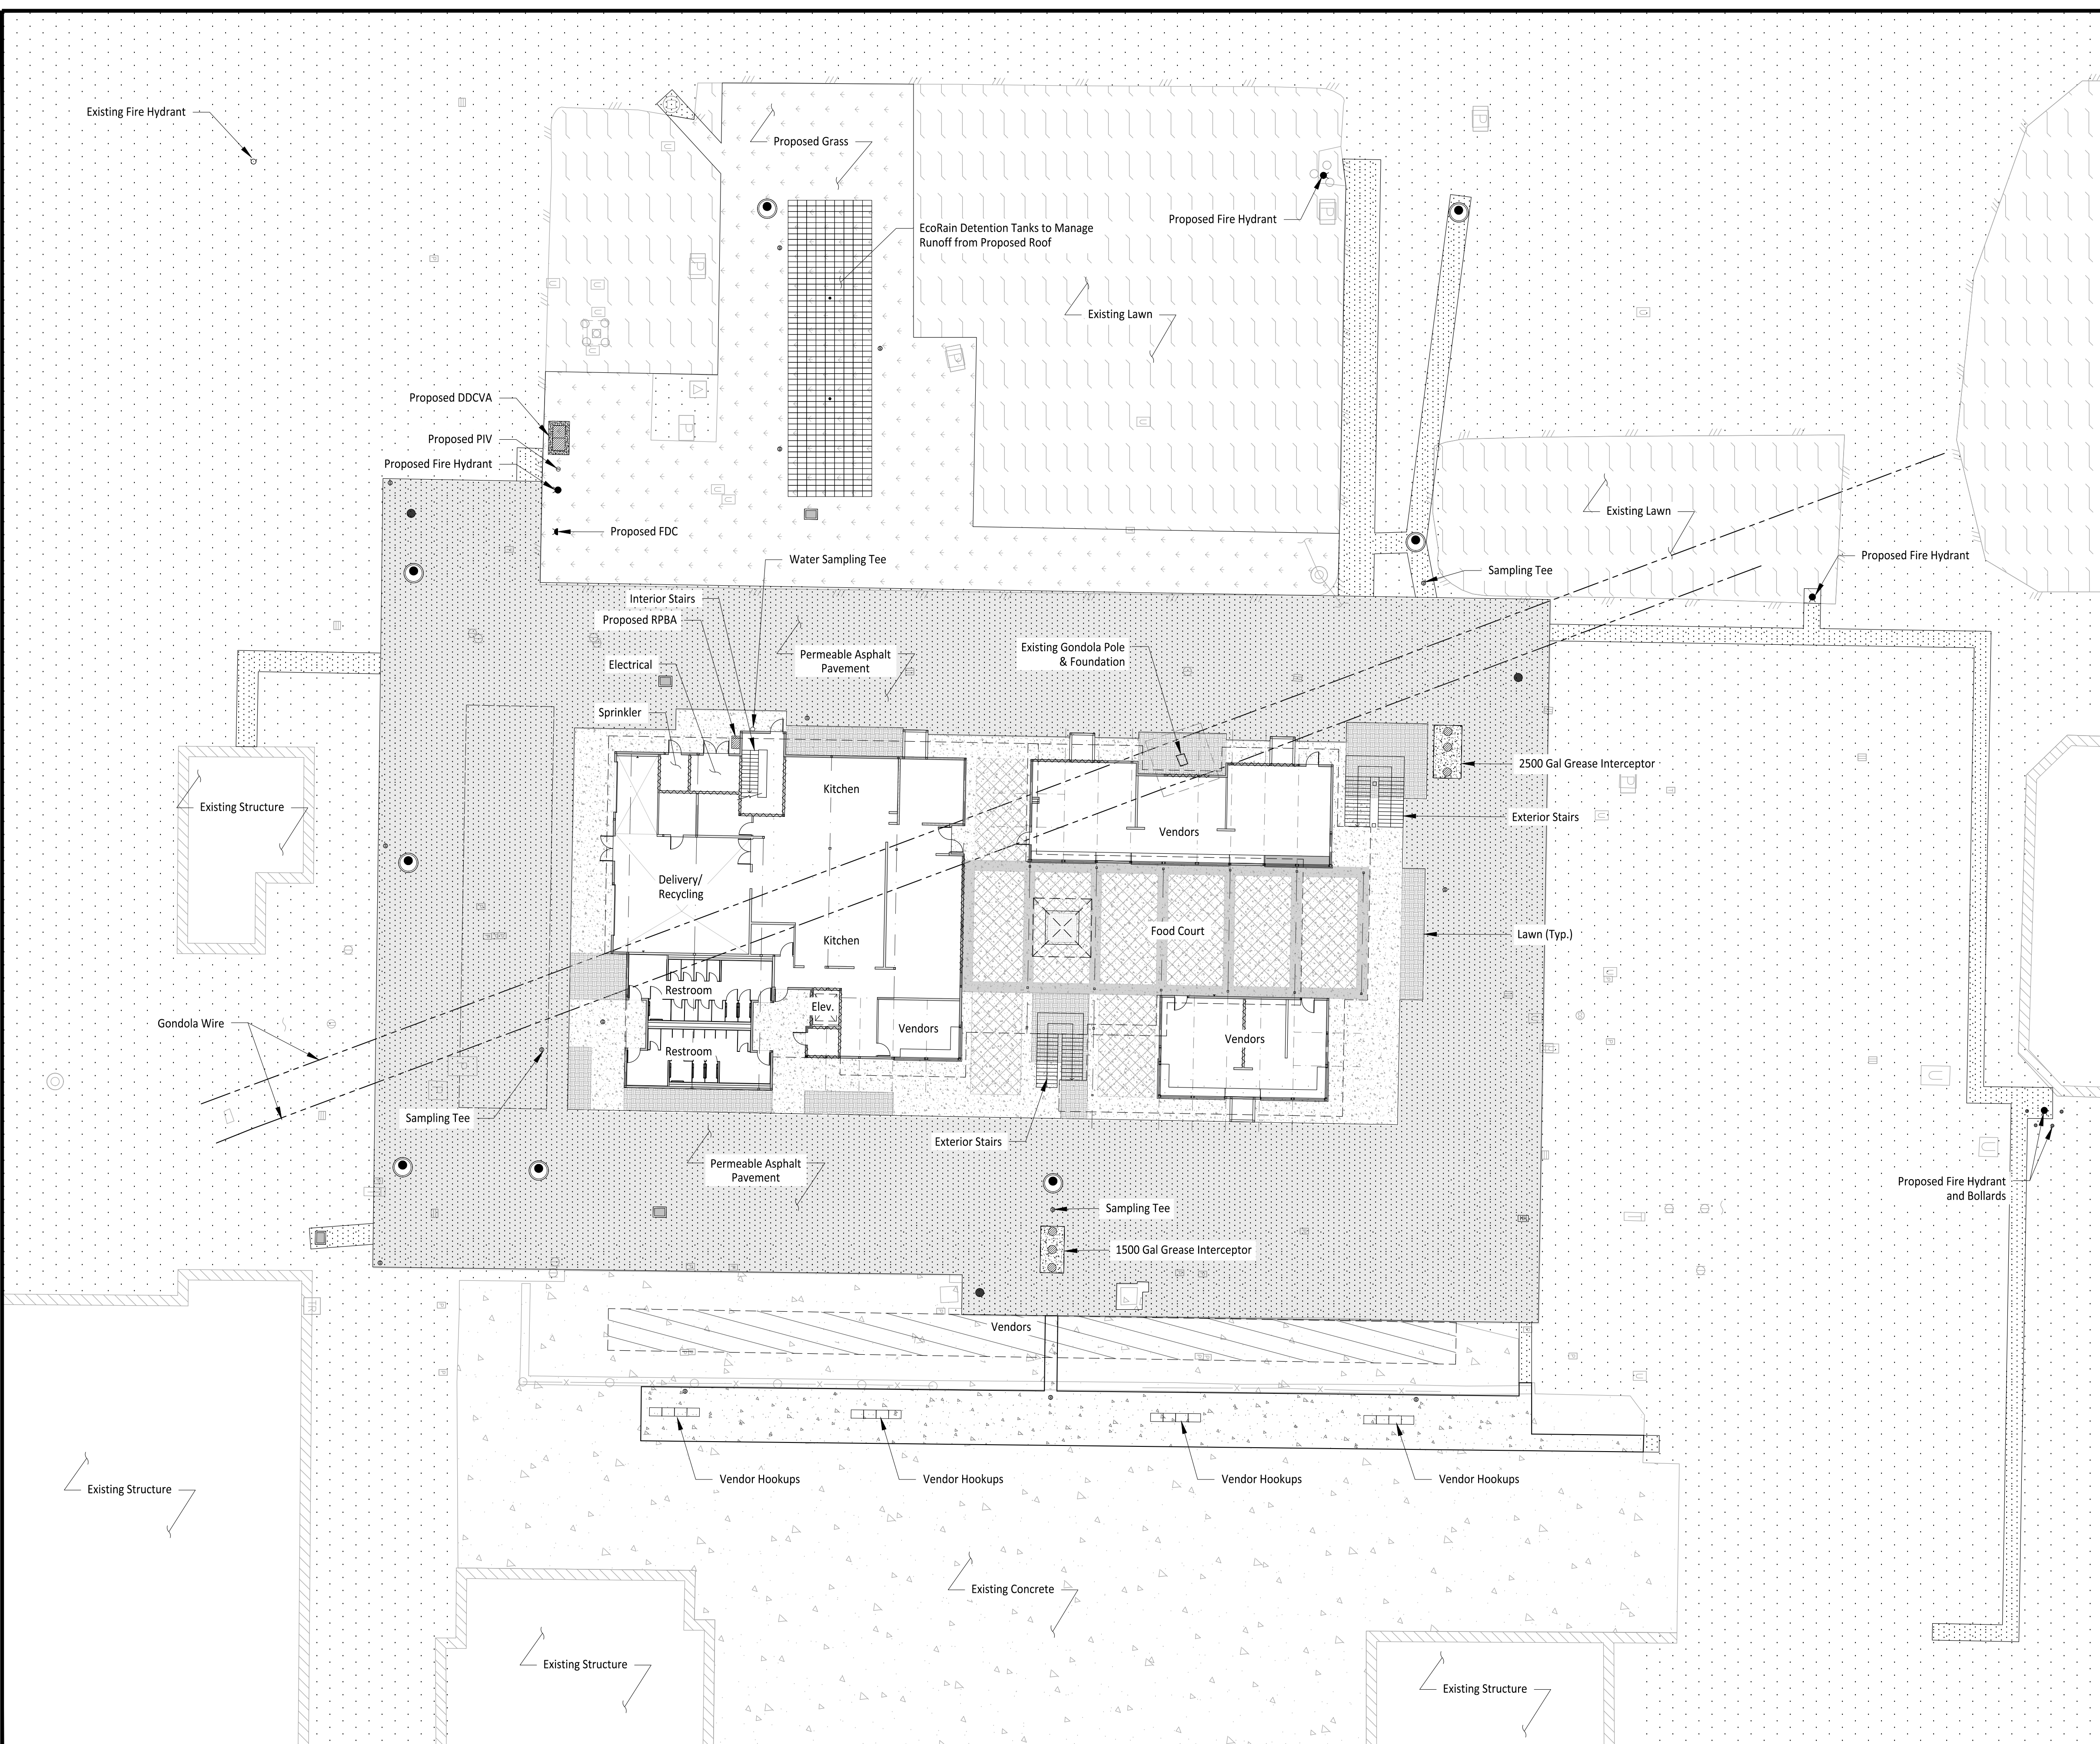 Existing Fire Hydrant
Proposed Grass
EcoRain Detention Tanks to Manage
Runoff from Proposed Roof
Proposed Fire Hydrant
Existing Lawn
Proposed DDCVA
Proposed PIV
Proposed Fire Hydrant
Proposed FDC
Existing Lawn
Proposed Fire Hydrant
Sampling Tee
Water Sampling Tee
Interior Stairs
Proposed RPBA
Electrical
Sprinkler
Permeable Asphalt
Pavement
Existing Gondola Pole
& Foundation
2500 Gal Grease Interceptor
Exterior Stairs
Existing Structure
Kitchen
Vendors
Delivery/
Recycling
Kitchen
Food Court
Lawn (Typ.)
Restroom
Elev.
Vendors
Vendors
Restroom
Gondola Wire
Sampling Tee
Exterior Stairs
Permeable Asphalt
Pavement
Proposed Fire Hydrant
and Bollards
Sampling Tee
1500 Gal Grease Interceptor
Vendors
Vendor Hookups
Vendor Hookups
Vendor Hookups
Vendor Hookups
Existing Structure
Existing Concrete
Existing Structure
Existing Structure